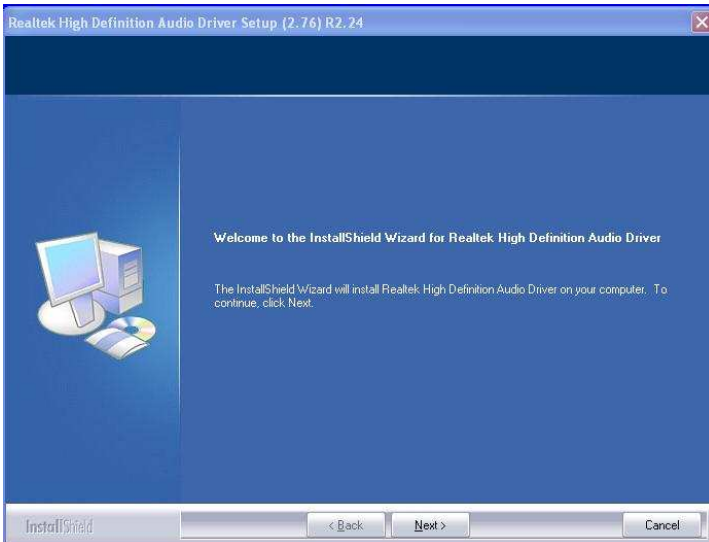 Realtek High Definition Audio Driver Setup (2.76) R2.24
Welcome to the InstallShield Wizard for Realtek High Definition Audio Driver
The InstallShield Wizard will install Realtek High Definition Audio Driver on your computer. To
continue, click Next.
InstallShield
< Back
Next >
Cancel